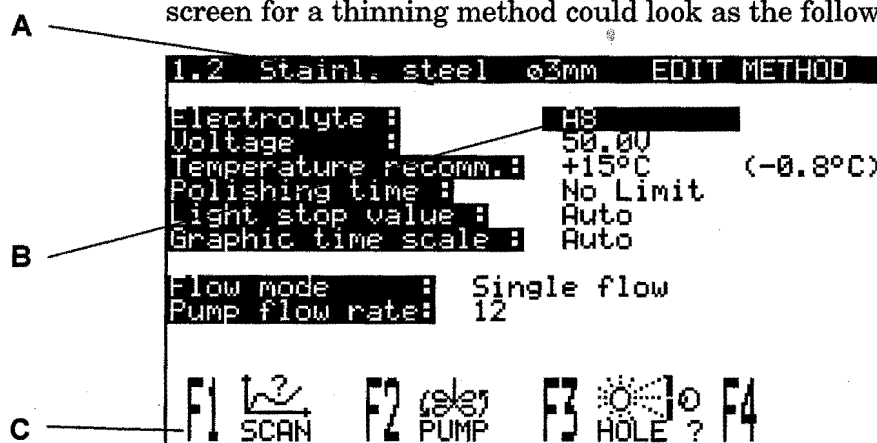 screen for a thinning method could look as the follow
A
1.2 Stainl. steel ø3mm EDIT METHOD
Electrolyte : A8
Voltage : 50.0V
Temperature recomm.: +15°C (-0.8°C)
Polishing time : No Limit
Light stop value : Auto
B
Graphic time scale : Auto
Flow mode : Single flow
Pump flow rate: 12
F1 ? SCAN F2 PUMP F3 HOLE ? F4
C